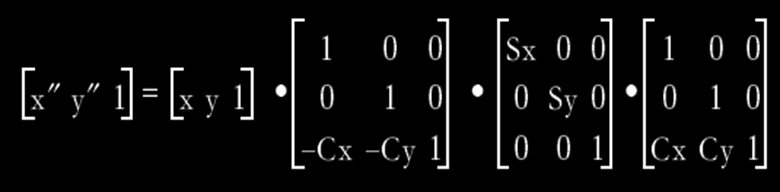 1 0 0 Sx 0 0 1 0 0
[x″ y″ 1] = [x y 1] • 0 1 0 • 0 Sy 0 • 0 1 0
–Cx –Cy 1 0 0 1 Cx Cy 1